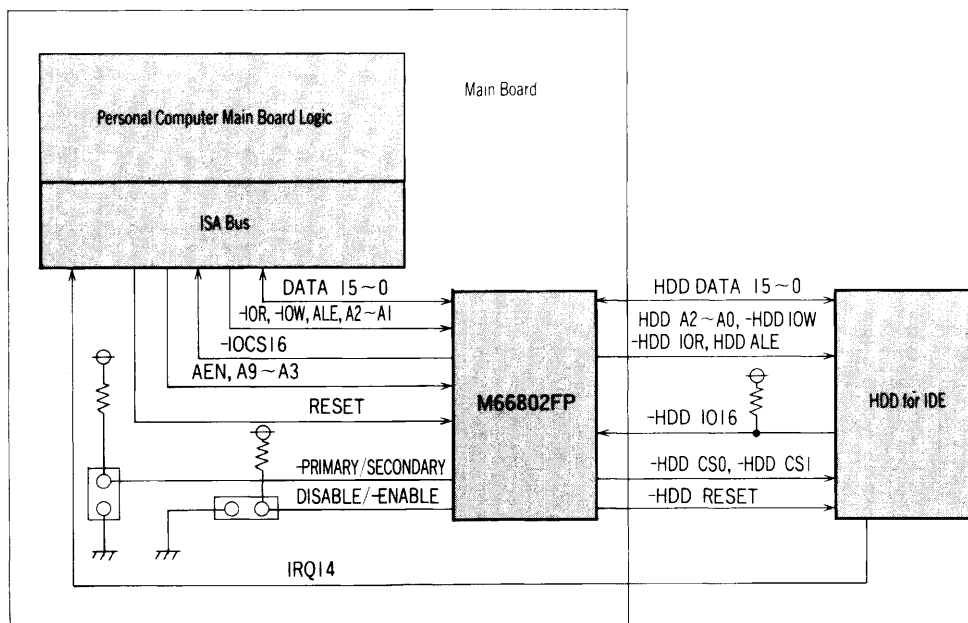 Main Board
Personal Computer Main Board Logic
ISA Bus
DATA 15~0
-IOR, -IOW, ALE, A2~A1
-IOCS16
AEN, A9~A3
RESET
-PRIMARY/SECONDARY
DISABLE/-ENABLE
M66802FP
HDD DATA 15~0
HDD A2~A0, -HDD IOW
-HDD IOR, HDD ALE
-HDD IO16
-HDD CS0, -HDD CS1
-HDD RESET
HDD for IDE
IRQ14